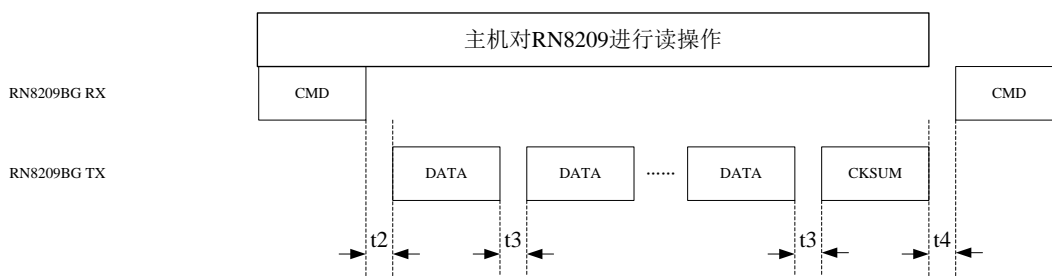 主机对RN8209进行读操作
RN8209BG RX
CMD
CMD
RN8209BG TX
DATA
DATA
......
DATA
CKSUM
t2
t3
t3
t4